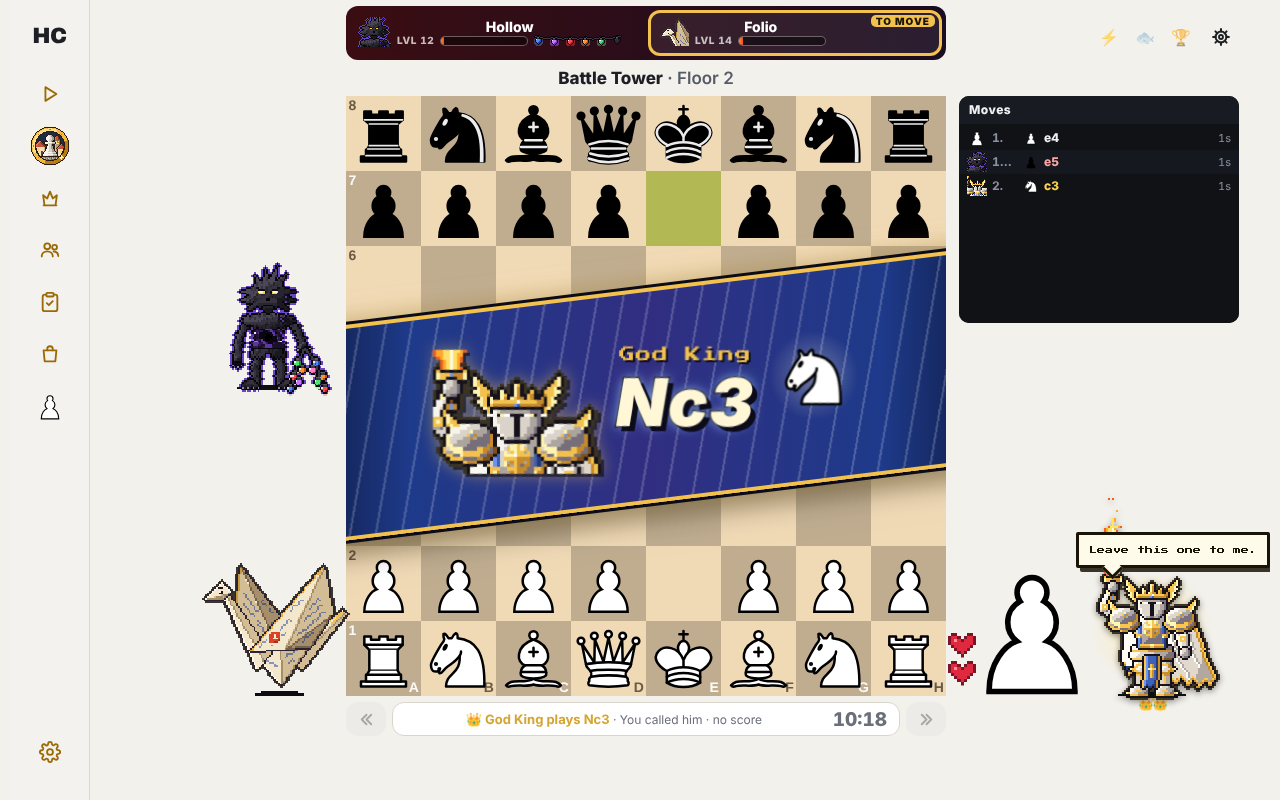 HC
Hollow
LVL 12
Folio
LVL 14
TO MOVE
Battle Tower · Floor 2
Moves
1. e4 1s
1... e5 1s
2. c3 1s
8
7
6
God King
Nc3
Leave this one to me.
2
1
A B C D E F G H
1
👑 God King plays Nc3 · You called him · no score 10:18